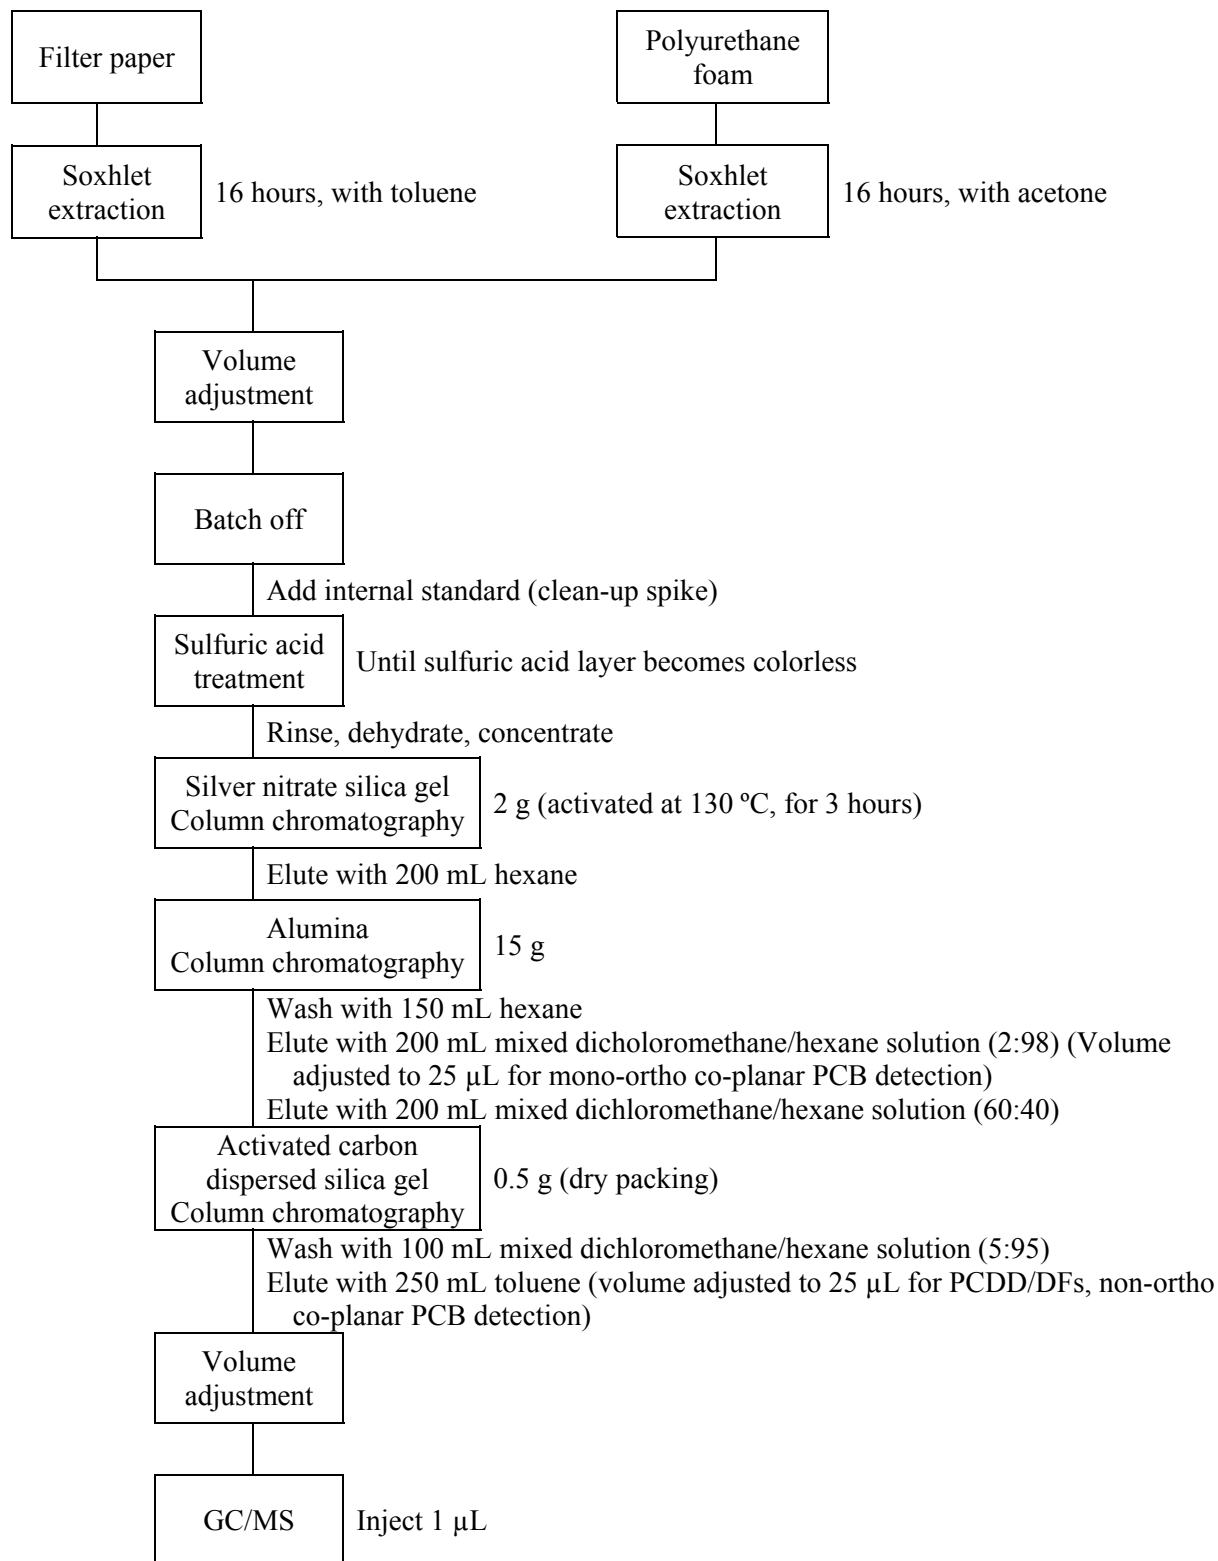 Filter paper
Polyurethane
foam
Soxhlet
extraction
16 hours, with toluene
Soxhlet
extraction
16 hours, with acetone
Volume
adjustment
Batch off
Add internal standard (clean-up spike)
Sulfuric acid
treatment
Until sulfuric acid layer becomes colorless
Rinse, dehydrate, concentrate
Silver nitrate silica gel
Column chromatography
2 g (activated at 130 ºC, for 3 hours)
Elute with 200 mL hexane
Alumina
Column chromatography
15 g
Wash with 150 mL hexane
Elute with 200 mL mixed dicholoromethane/hexane solution (2:98) (Volume
adjusted to 25 µL for mono-ortho co-planar PCB detection)
Elute with 200 mL mixed dichloromethane/hexane solution (60:40)
Activated carbon
dispersed silica gel
Column chromatography
0.5 g (dry packing)
Wash with 100 mL mixed dichloromethane/hexane solution (5:95)
Elute with 250 mL toluene (volume adjusted to 25 µL for PCDD/DFs, non-ortho
co-planar PCB detection)
Volume
adjustment
GC/MS
Inject 1 µL